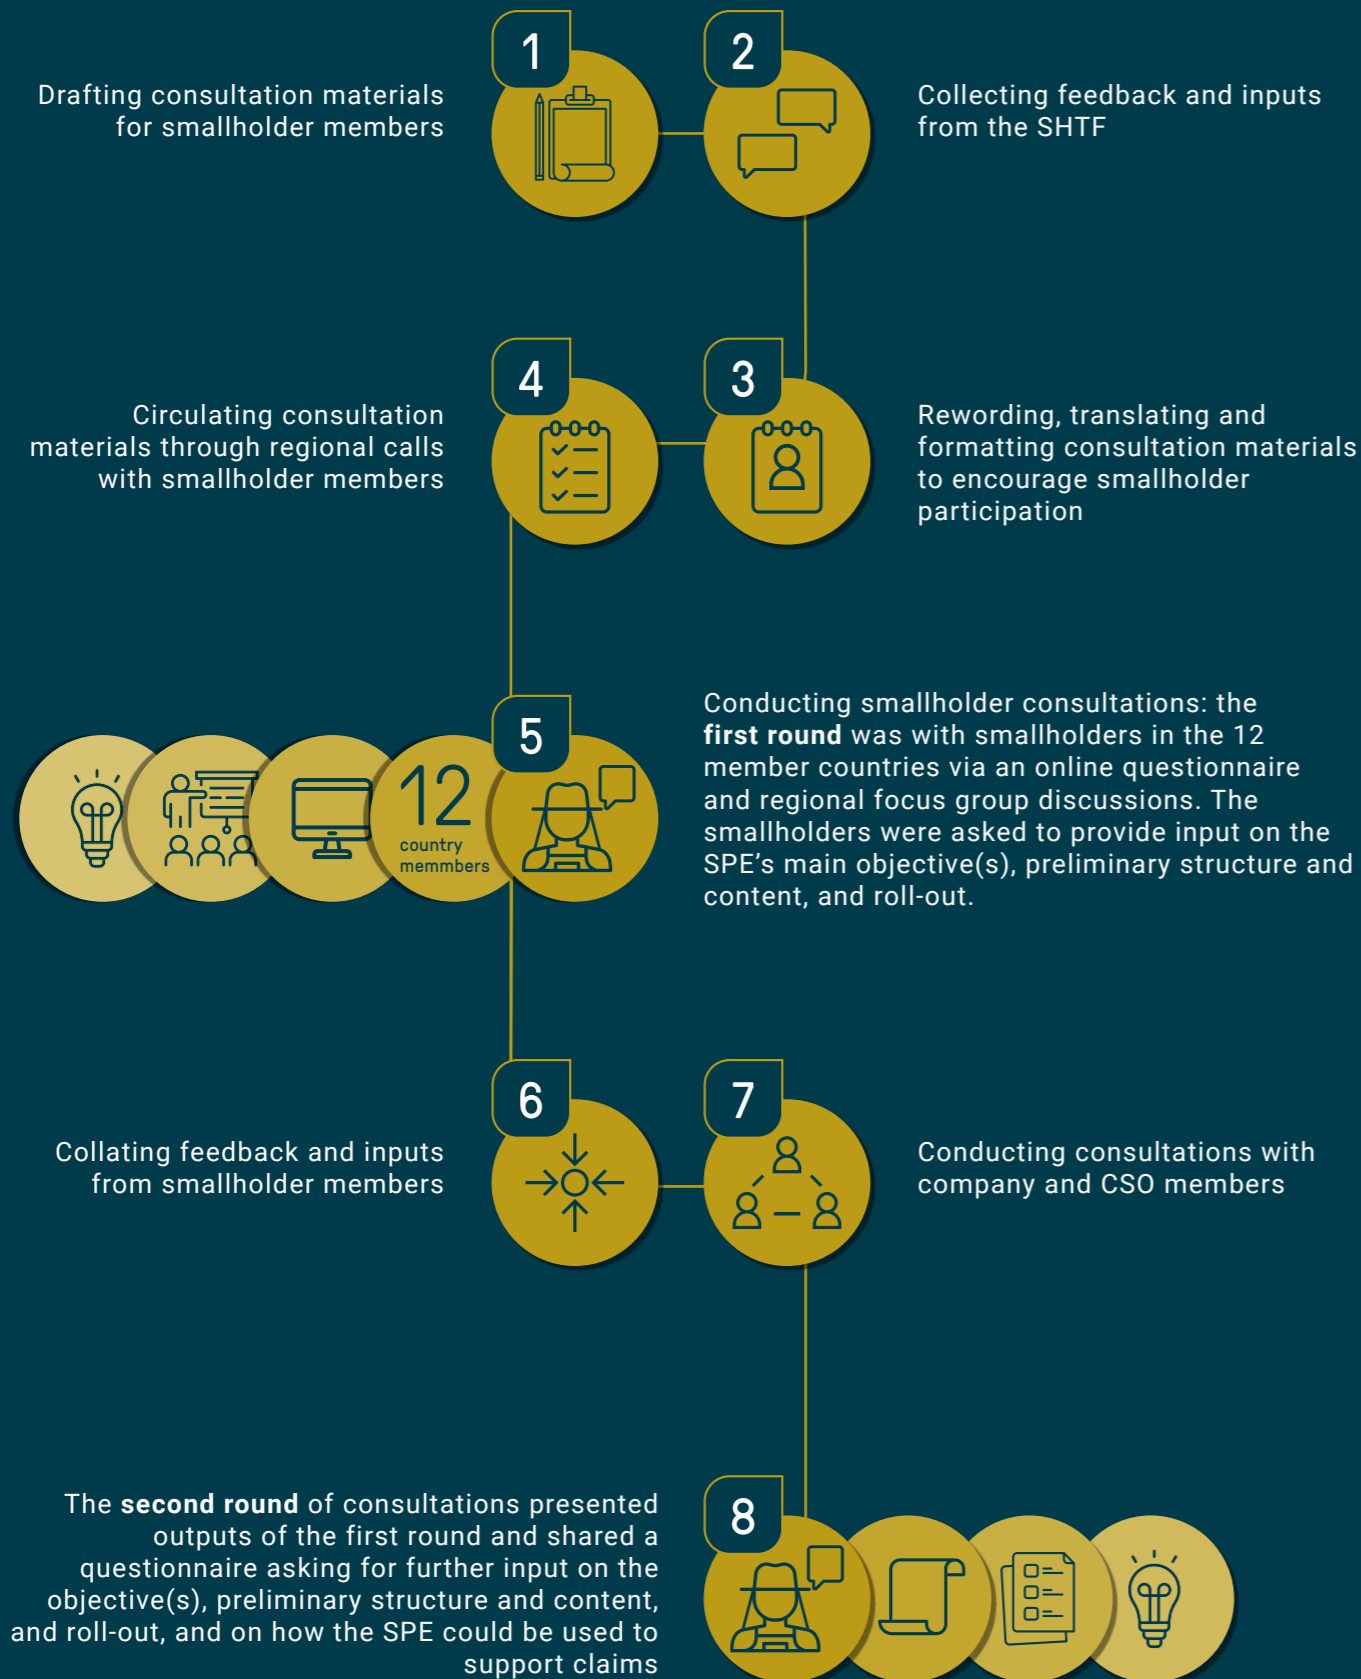 1
Drafting consultation materials
for smallholder members
2
Collecting feedback and inputs
from the SHTF
3
Rewording, translating and
formatting consultation materials
to encourage smallholder
participation
4
Circulating consultation
materials through regional calls
with smallholder members
5
12
country
memmbers
Conducting smallholder consultations: the
first round was with smallholders in the 12
member countries via an online questionnaire
and regional focus group discussions. The
smallholders were asked to provide input on the
SPE’s main objective(s), preliminary structure and
content, and roll-out.
6
Collating feedback and inputs
from smallholder members
7
Conducting consultations with
company and CSO members
8
The second round of consultations presented
outputs of the first round and shared a
questionnaire asking for further input on the
objective(s), preliminary structure and content,
and roll-out, and on how the SPE could be used to
support claims